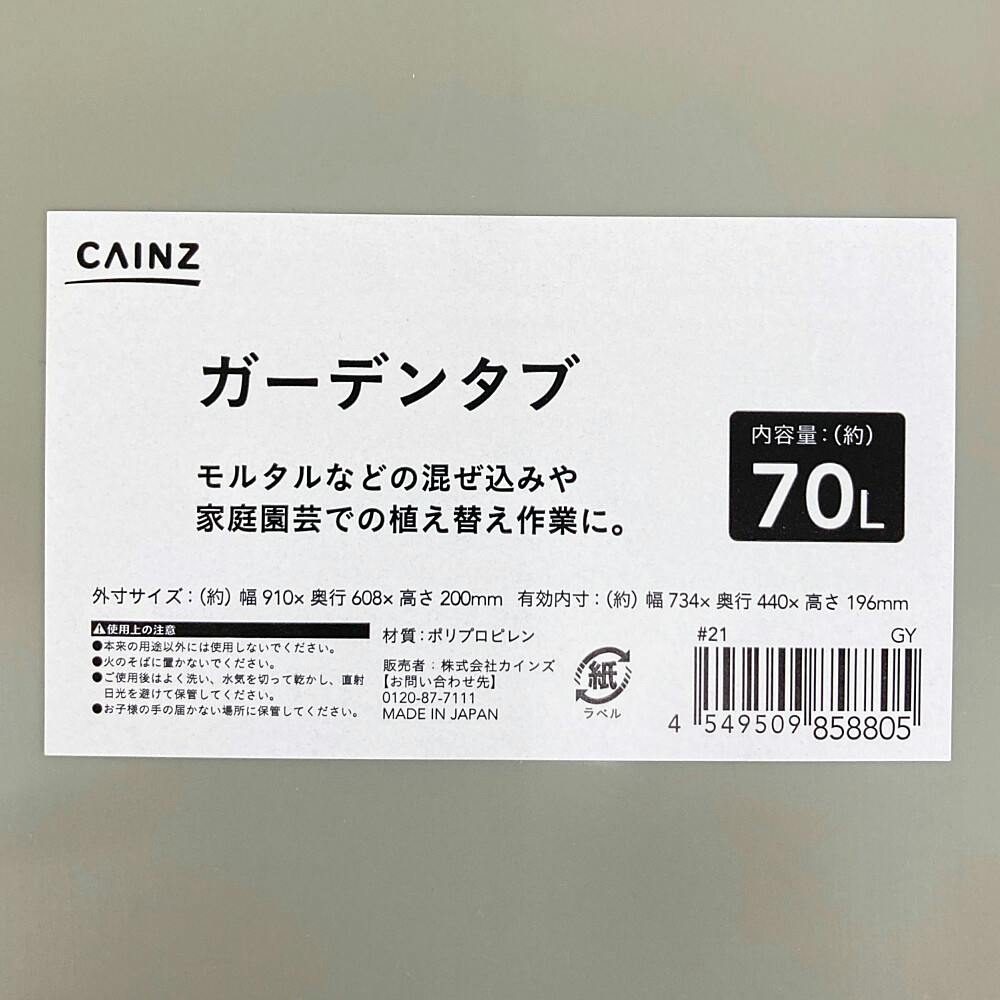 CAINZ
ガーデンタブ
モルタルなどの混ぜ込みや
家庭園芸での植え替え作業に。
内容量:(約)
70L
外寸サイズ:(約) 幅 910× 奥行 608× 高さ 200mm 有効内寸:(約) 幅 734× 奥行 440× 高さ 196mm
使用上の注意
●本来の用途以外には使用しないでください。
●火のそばに置かないでください。
●ご使用後はよく洗い、水気を切って乾かし、直射
日光を避けて保管してください。
●お子様の手の届かない場所に保管してください。
材質:ポリプロピレン
販売者:株式会社カインズ
【お問い合わせ先】
0120-87-7111
MADE IN JAPAN
紙
ラベル
#21 GY
4 549509 858805